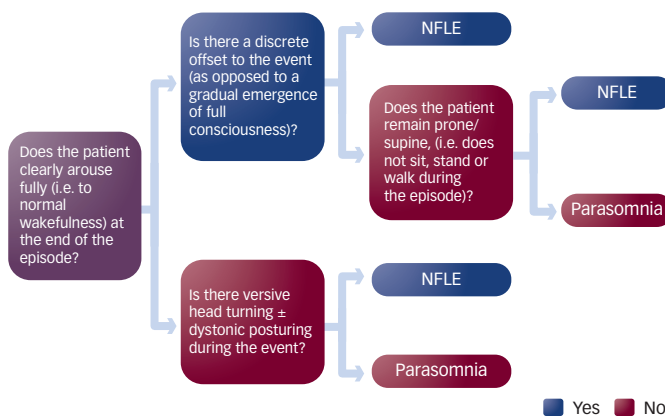 Does the patient
clearly arouse
fully (i.e. to
normal
wakefulness) at
the end of the
episode?
Is there a discrete
offset to the event
(as opposed to a
gradual emergence
of full
consciousness)?
NFLE
Does the patient
remain prone/
supine, (i.e. does
not sit, stand or
walk during
the episode)?
NFLE
Parasomnia
Is there versive
head turning ±
dystonic posturing
during the event?
NFLE
Parasomnia
Yes No